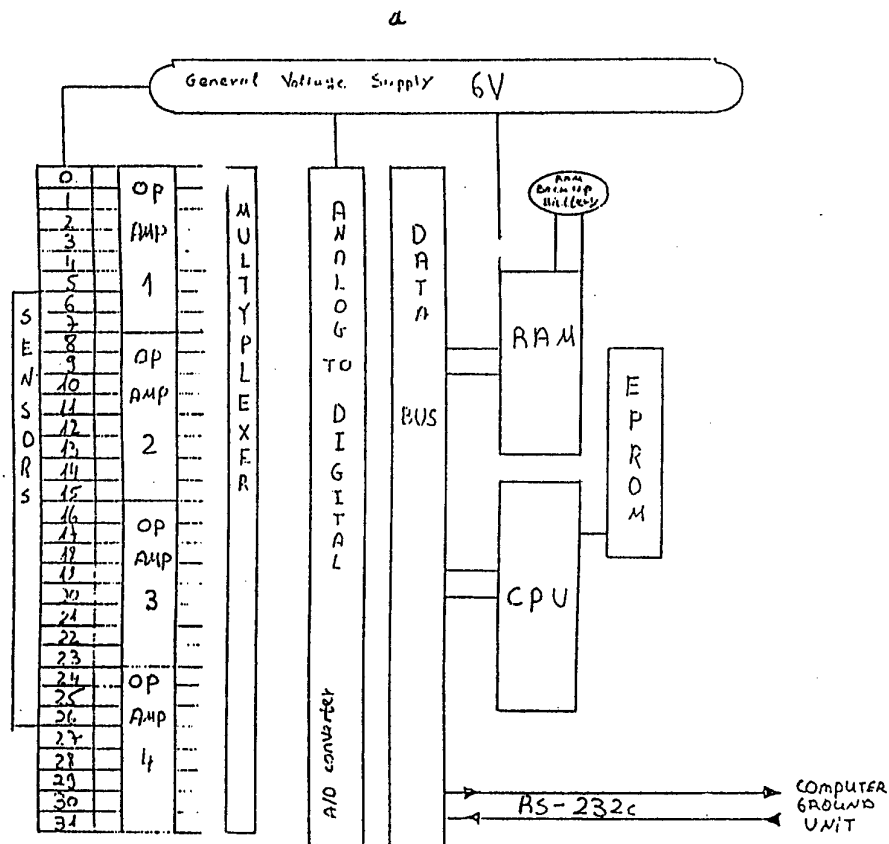 a
General Voltage Supply 6V
0
1
2
3
4
5
6
7
8
9
10
11
12
13
14
15
16
17
18
19
20
21
22
23
24
25
26
27
28
29
30
31
SENSORS
OP
AMP
1
OP
AMP
2
OP
AMP
3
OP
AMP
4
MULTYPLEXER
ANALOG TO DIGITAL
A/D converter
DATA
BUS
RAM
Backup
Battery
RAM
EPROM
CPU
RS-232c
COMPUTER
GROUND
UNIT